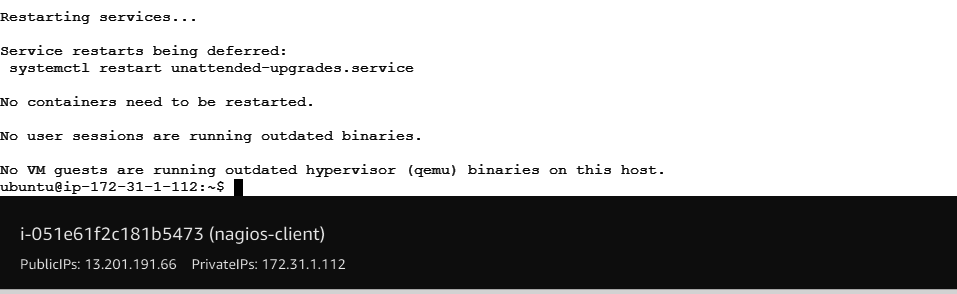 Restarting services...
Service restarts being deferred:
systemctl restart unattended-upgrades.service
No containers need to be restarted.
No user sessions are running outdated binaries.
No VM guests are running outdated hypervisor (qemu) binaries on this host.
ubuntu@ip-172-31-1-112:~$
i-051e61f2c181b5473 (nagios-client)
PublicIPs: 13.201.191.66 PrivateIPs: 172.31.1.112